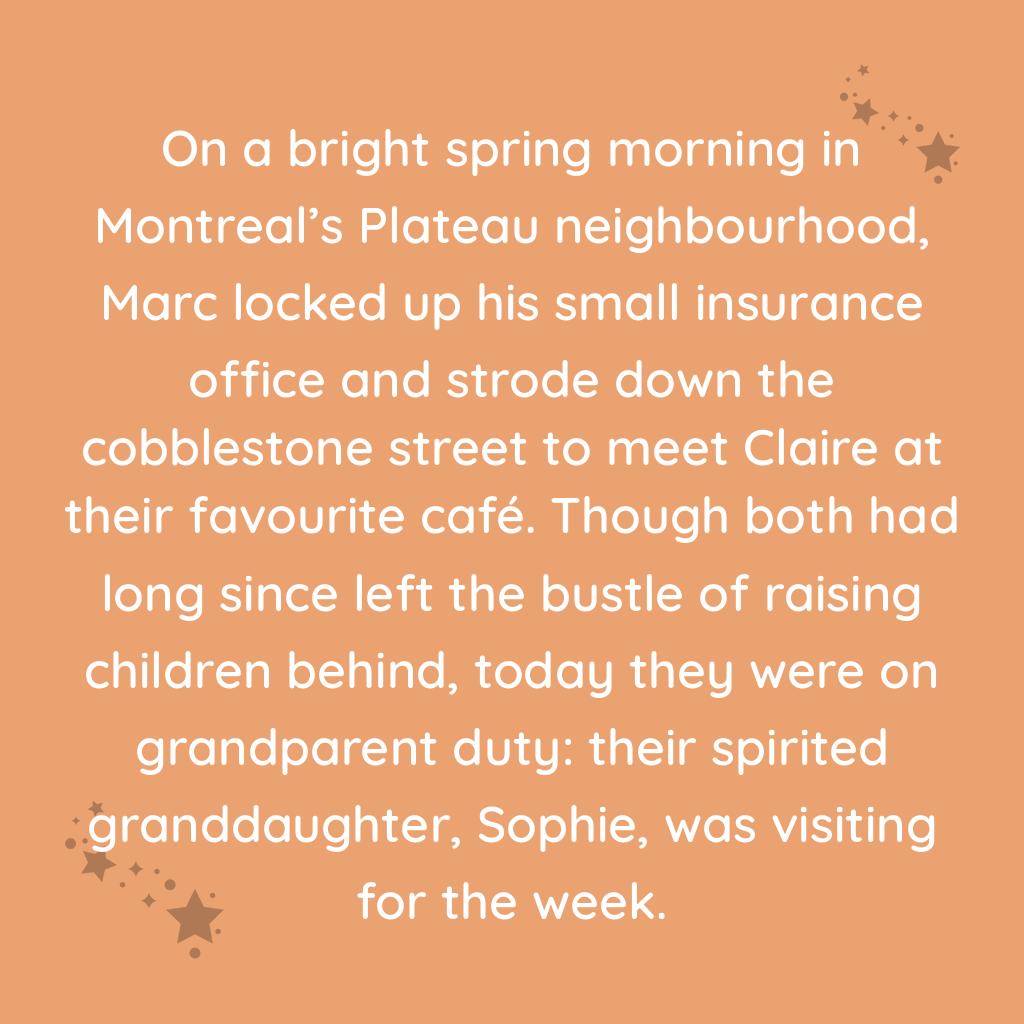 On a bright spring morning in
Montreal’s Plateau neighbourhood,
Marc locked up his small insurance
office and strode down the
cobblestone street to meet Claire at
their favourite café. Though both had
long since left the bustle of raising
children behind, today they were on
grandparent duty: their spirited
granddaughter, Sophie, was visiting
for the week.